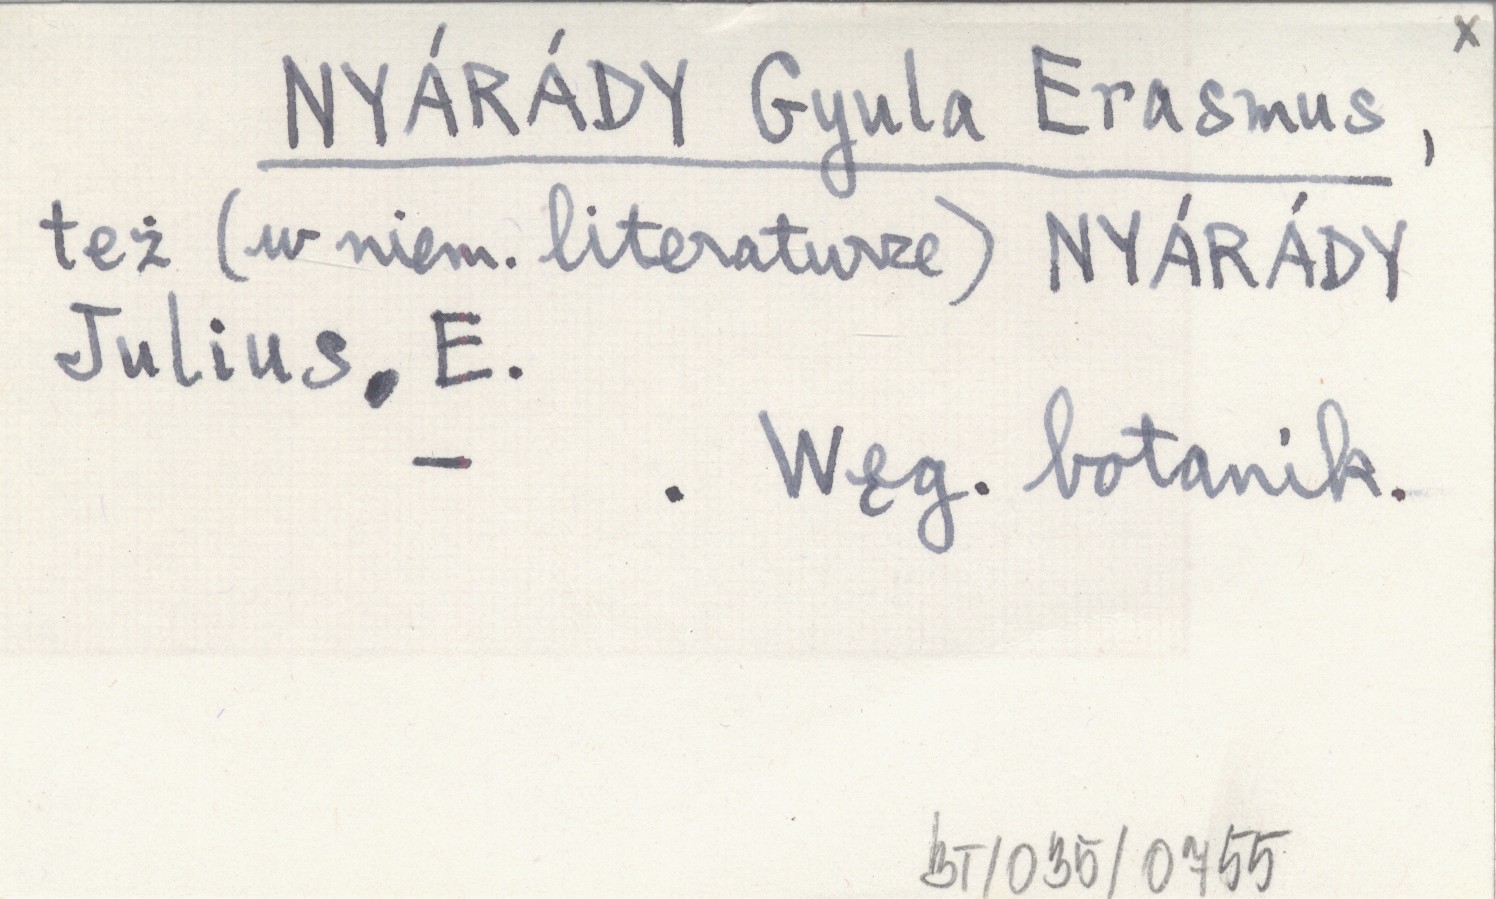 x
NYÁRÁDY Gyula Erasmus,
też (w niem. literaturze) NYÁRÁDY
Julius, E.
–
. Węg. botanik.
BT/035/0755